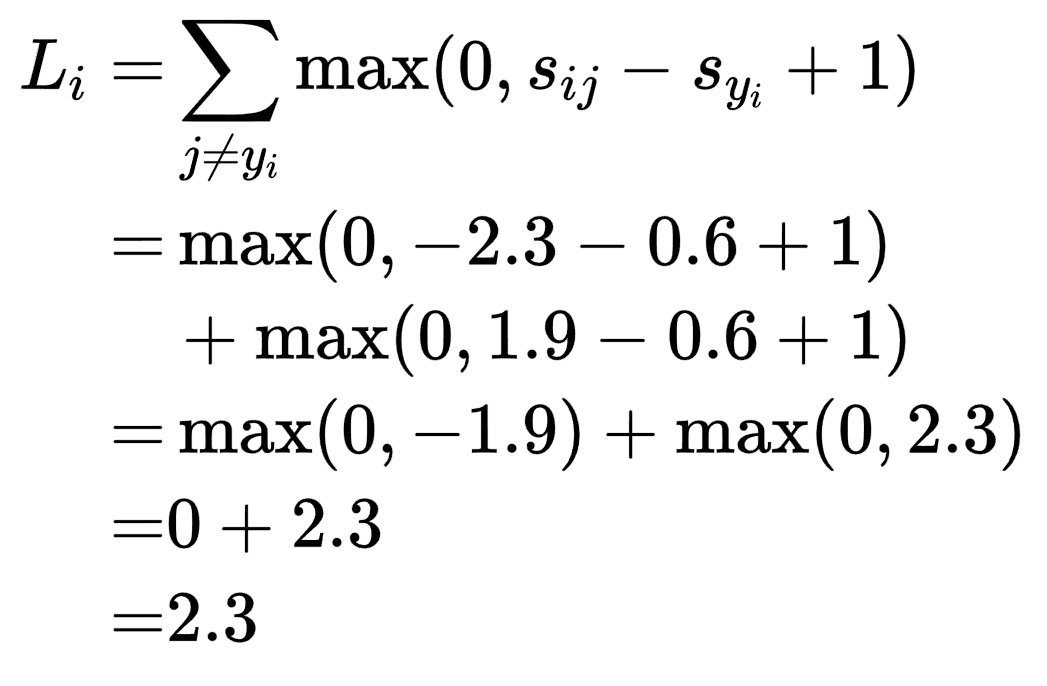 L_i = \sum_{j \neq y_i} \max(0, s_{ij} - s_{y_i} + 1)
= max(0, −2.3 − 0.6 + 1)
+ max(0, 1.9 − 0.6 + 1)
= max(0, −1.9) + max(0, 2.3)
=0 + 2.3
=2.3